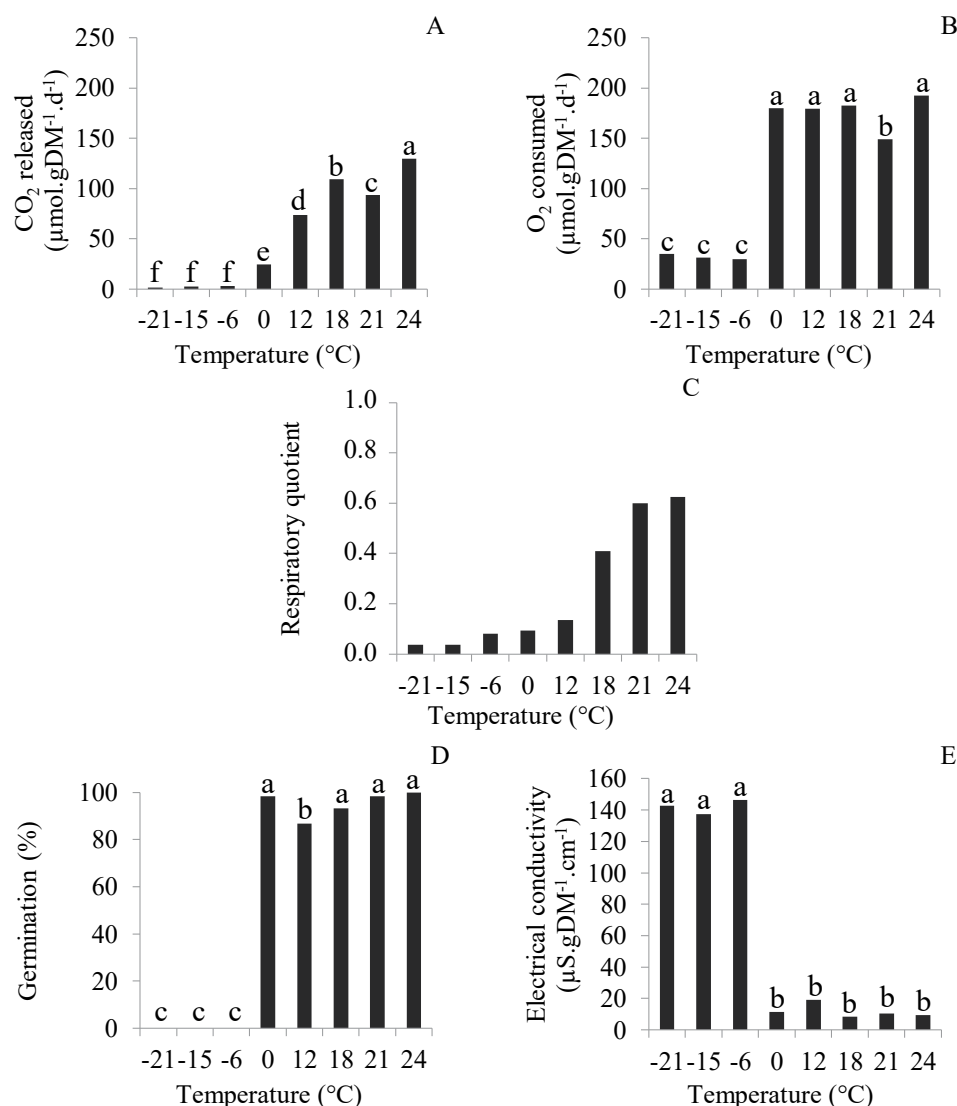 A
CO2 released
(µmol.gDM-1.d-1)
250
200
150
100
50
0
f f f e d b c a
-21 -15 -6 0 12 18 21 24
Temperature (°C)
B
O2 consumed
(µmol.gDM-1.d-1)
250
200
150
100
50
0
c c c a a a b a
-21 -15 -6 0 12 18 21 24
Temperature (°C)
C
Respiratory quotient
1.0
0.8
0.6
0.4
0.2
0.0
-21 -15 -6 0 12 18 21 24
Temperature (°C)
D
Germination (%)
100
80
60
40
20
0
c c c a b a a a
-21 -15 -6 0 12 18 21 24
Temperature (°C)
E
Electrical conductivity
(µS.gDM-1.cm-1)
160
140
120
100
80
60
40
20
0
a a a b b b b b
-21 -15 -6 0 12 18 21 24
Temperature (°C)